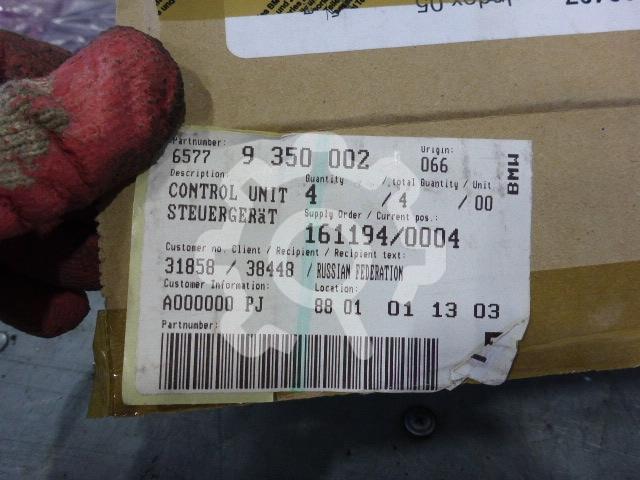 Index 05
Partnumber: Origin:
6577 9 350 002 066
Description: Quantity / total Quantity / Unit
CONTROL UNIT 4 / 4 / 00
STEUERGERäT Supply Order / Current pos.:
161194/0004
Customer no. Client / Recipient / Recipient text:
31858 / 38448 / RUSSIAN FEDERATION
Customer Information: Location:
A000000 PJ 88 01 01 13 03
Partnumber:
BMW